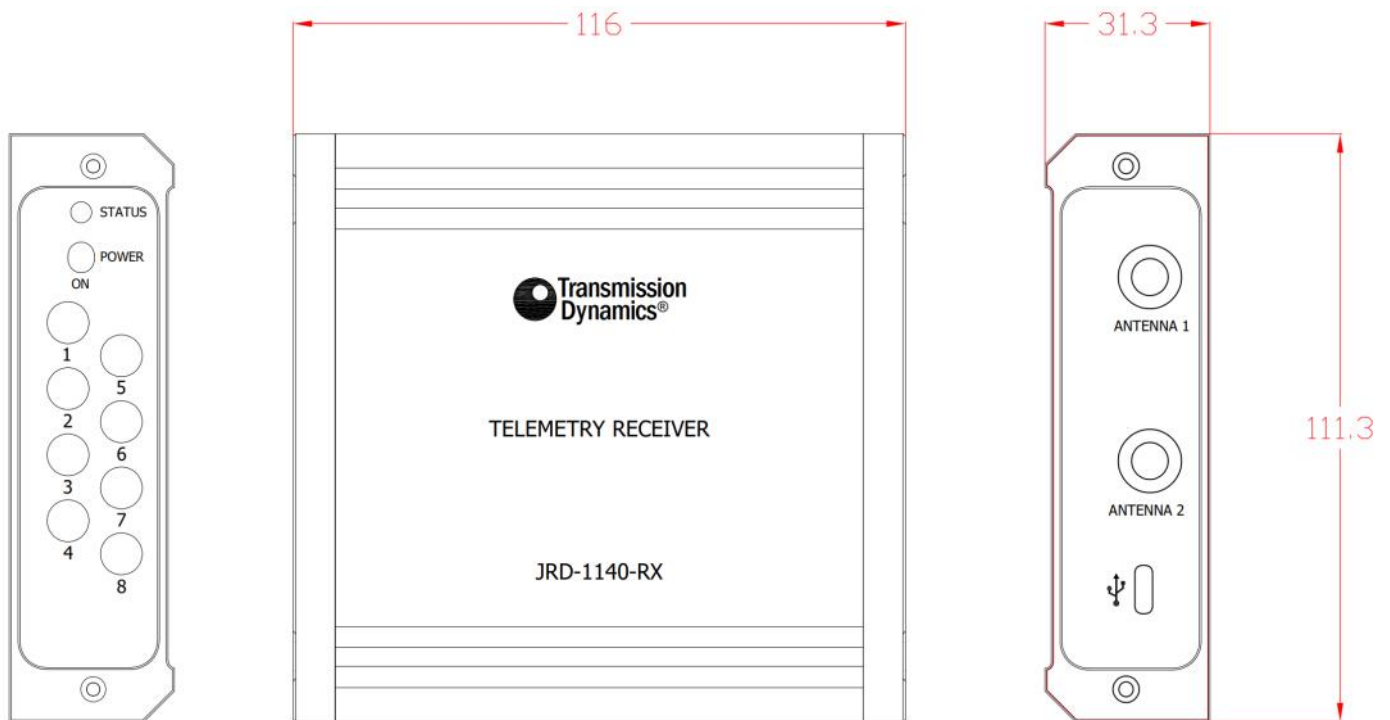 116
31.3
STATUS
POWER
ON
1
5
2
6
3
7
4
8
Transmission
Dynamics®
TELEMETRY RECEIVER
JRD-1140-RX
ANTENNA 1
ANTENNA 2
111.3